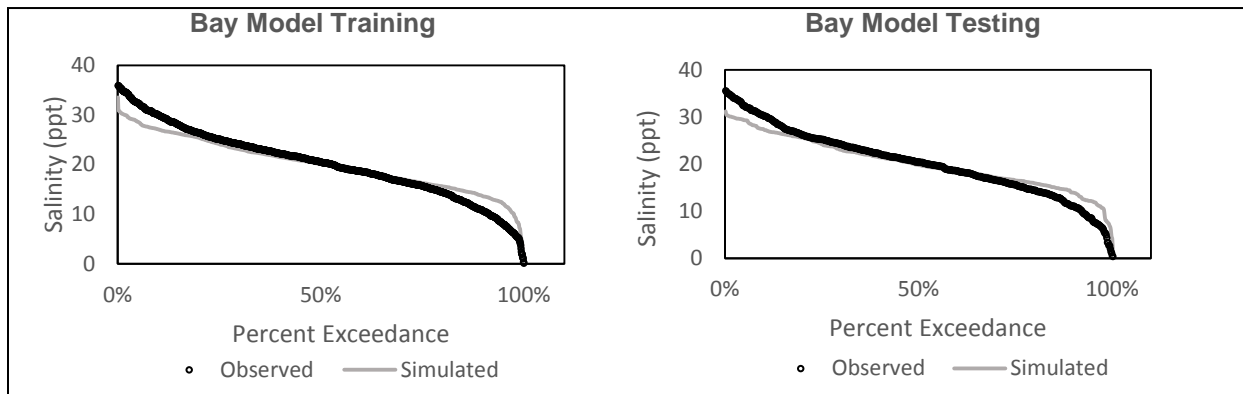 Bay Model Training
Salinity (ppt)
40
30
20
10
0
0%
50%
100%
Percent Exceedance
Observed
Simulated
Bay Model Testing
Salinity (ppt)
40
30
20
10
0
0%
50%
100%
Percent Exceedance
Observed
Simulated